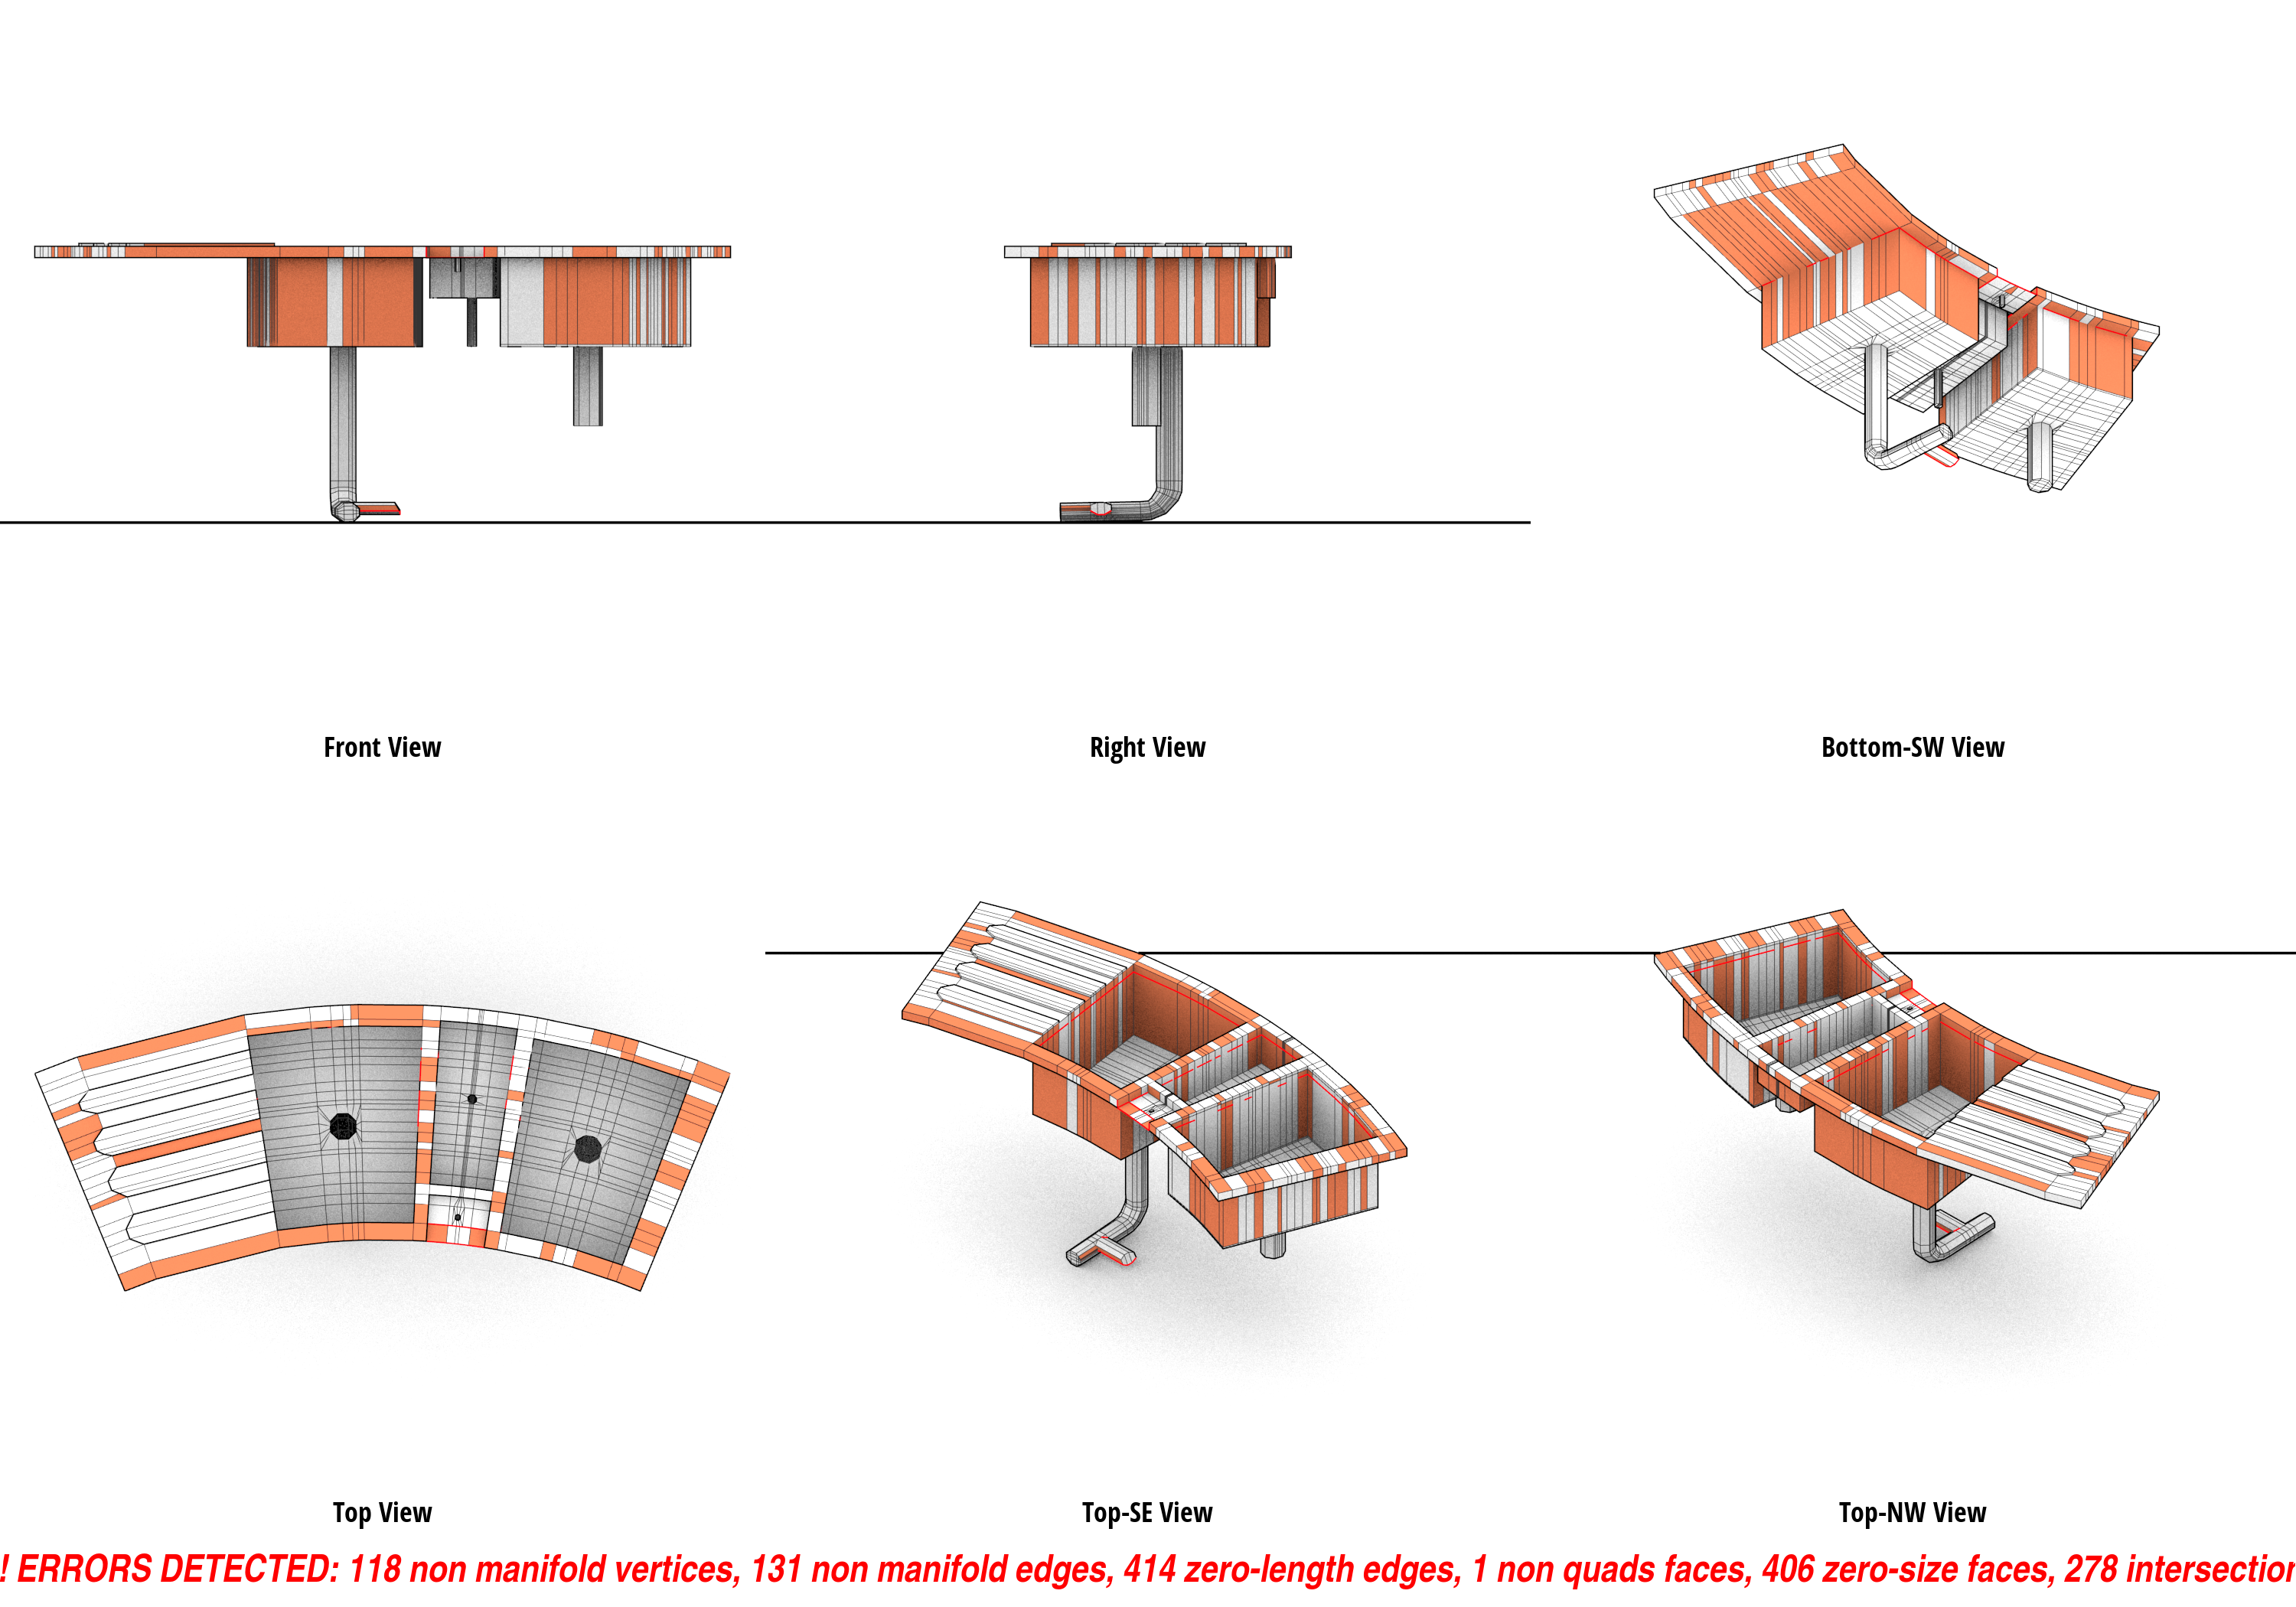 Front View
Right View
Bottom-SW View
Top View
Top-SE View
Top-NW View
! ERRORS DETECTED: 118 non manifold vertices, 131 non manifold edges, 414 zero-length edges, 1 non quads faces, 406 zero-size faces, 278 intersection